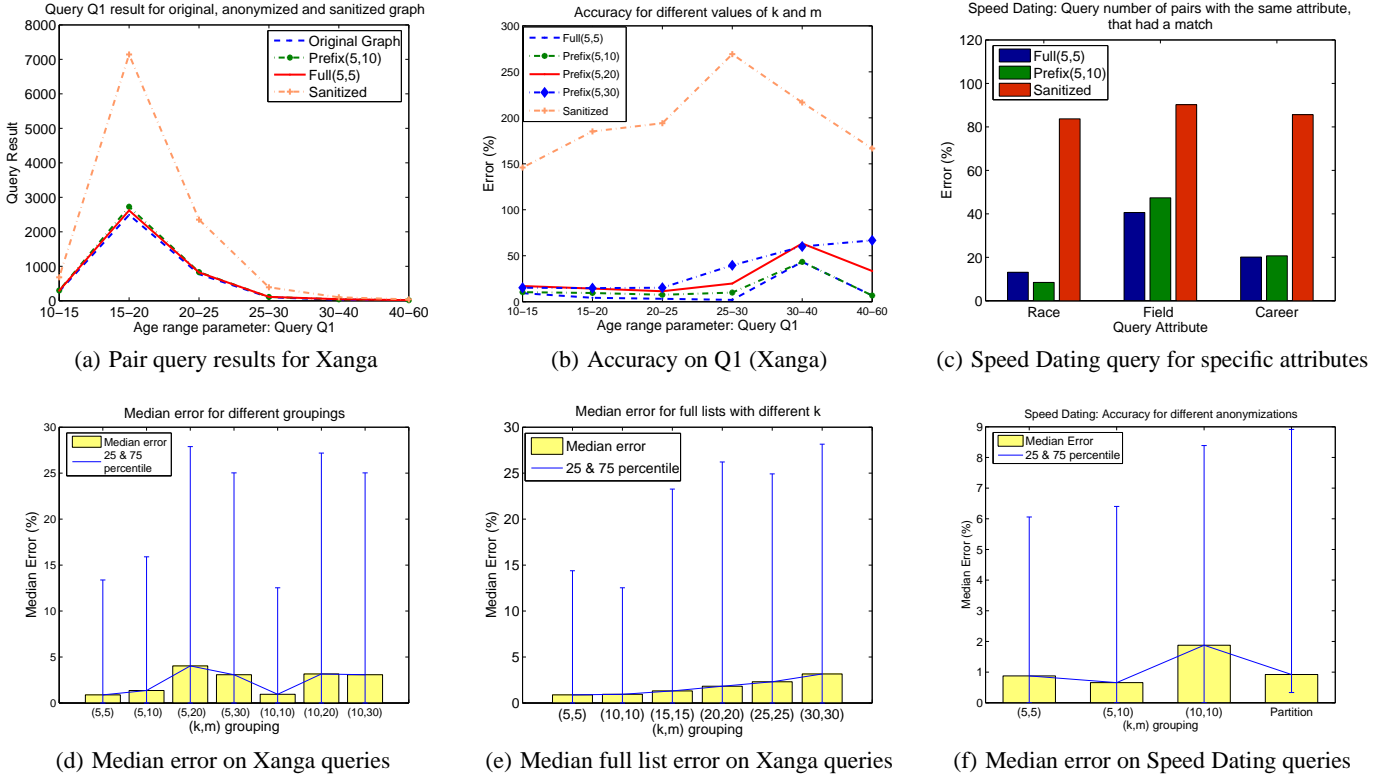 Query Q1 result for original, anonymized and sanitized graph
8000
7000
6000
5000
4000
3000
2000
1000
0
Query Result
Original Graph
Prefix(5,10)
Full(5,5)
Sanitized
10–15
15–20
20–25
25–30
30–40
40–60
Age range parameter: Query Q1
(a) Pair query results for Xanga
Accuracy for different values of k and m
300
250
200
150
100
50
0
Error (%)
Full(5,5)
Prefix(5,10)
Prefix(5,20)
Prefix(5,30)
Sanitized
10–15
15–20
20–25
25–30
30–40
40–60
Age range parameter: Query Q1
(b) Accuracy on Q1 (Xanga)
Speed Dating: Query number of pairs with the same attribute,
that had a match
120
100
80
60
40
20
0
Error (%)
Full(5,5)
Prefix(5,10)
Sanitized
Race
Field
Career
Query Attribute
(c) Speed Dating query for specific attributes
Median error for different groupings
30
25
20
15
10
5
0
Median Error (%)
Median error
25 & 75
percentile
(5,5)
(5,10)
(5,20)
(5,30)
(10,10)
(10,20)
(10,30)
(k,m) grouping
(d) Median error on Xanga queries
Median error for full lists with different k
30
25
20
15
10
5
0
Median Error (%)
Median error
25 & 75 percentile
(5,5)
(10,10)
(15,15)
(20,20)
(25,25)
(30,30)
(k,m) grouping
(e) Median full list error on Xanga queries
Speed Dating: Accuracy for different anonymizations
9
8
7
6
5
4
3
2
1
0
Median Error (%)
Median Error
25 & 75 percentile
(5,5)
(5,10)
(10,10)
Partition
(k,m) grouping
(f) Median error on Speed Dating queries